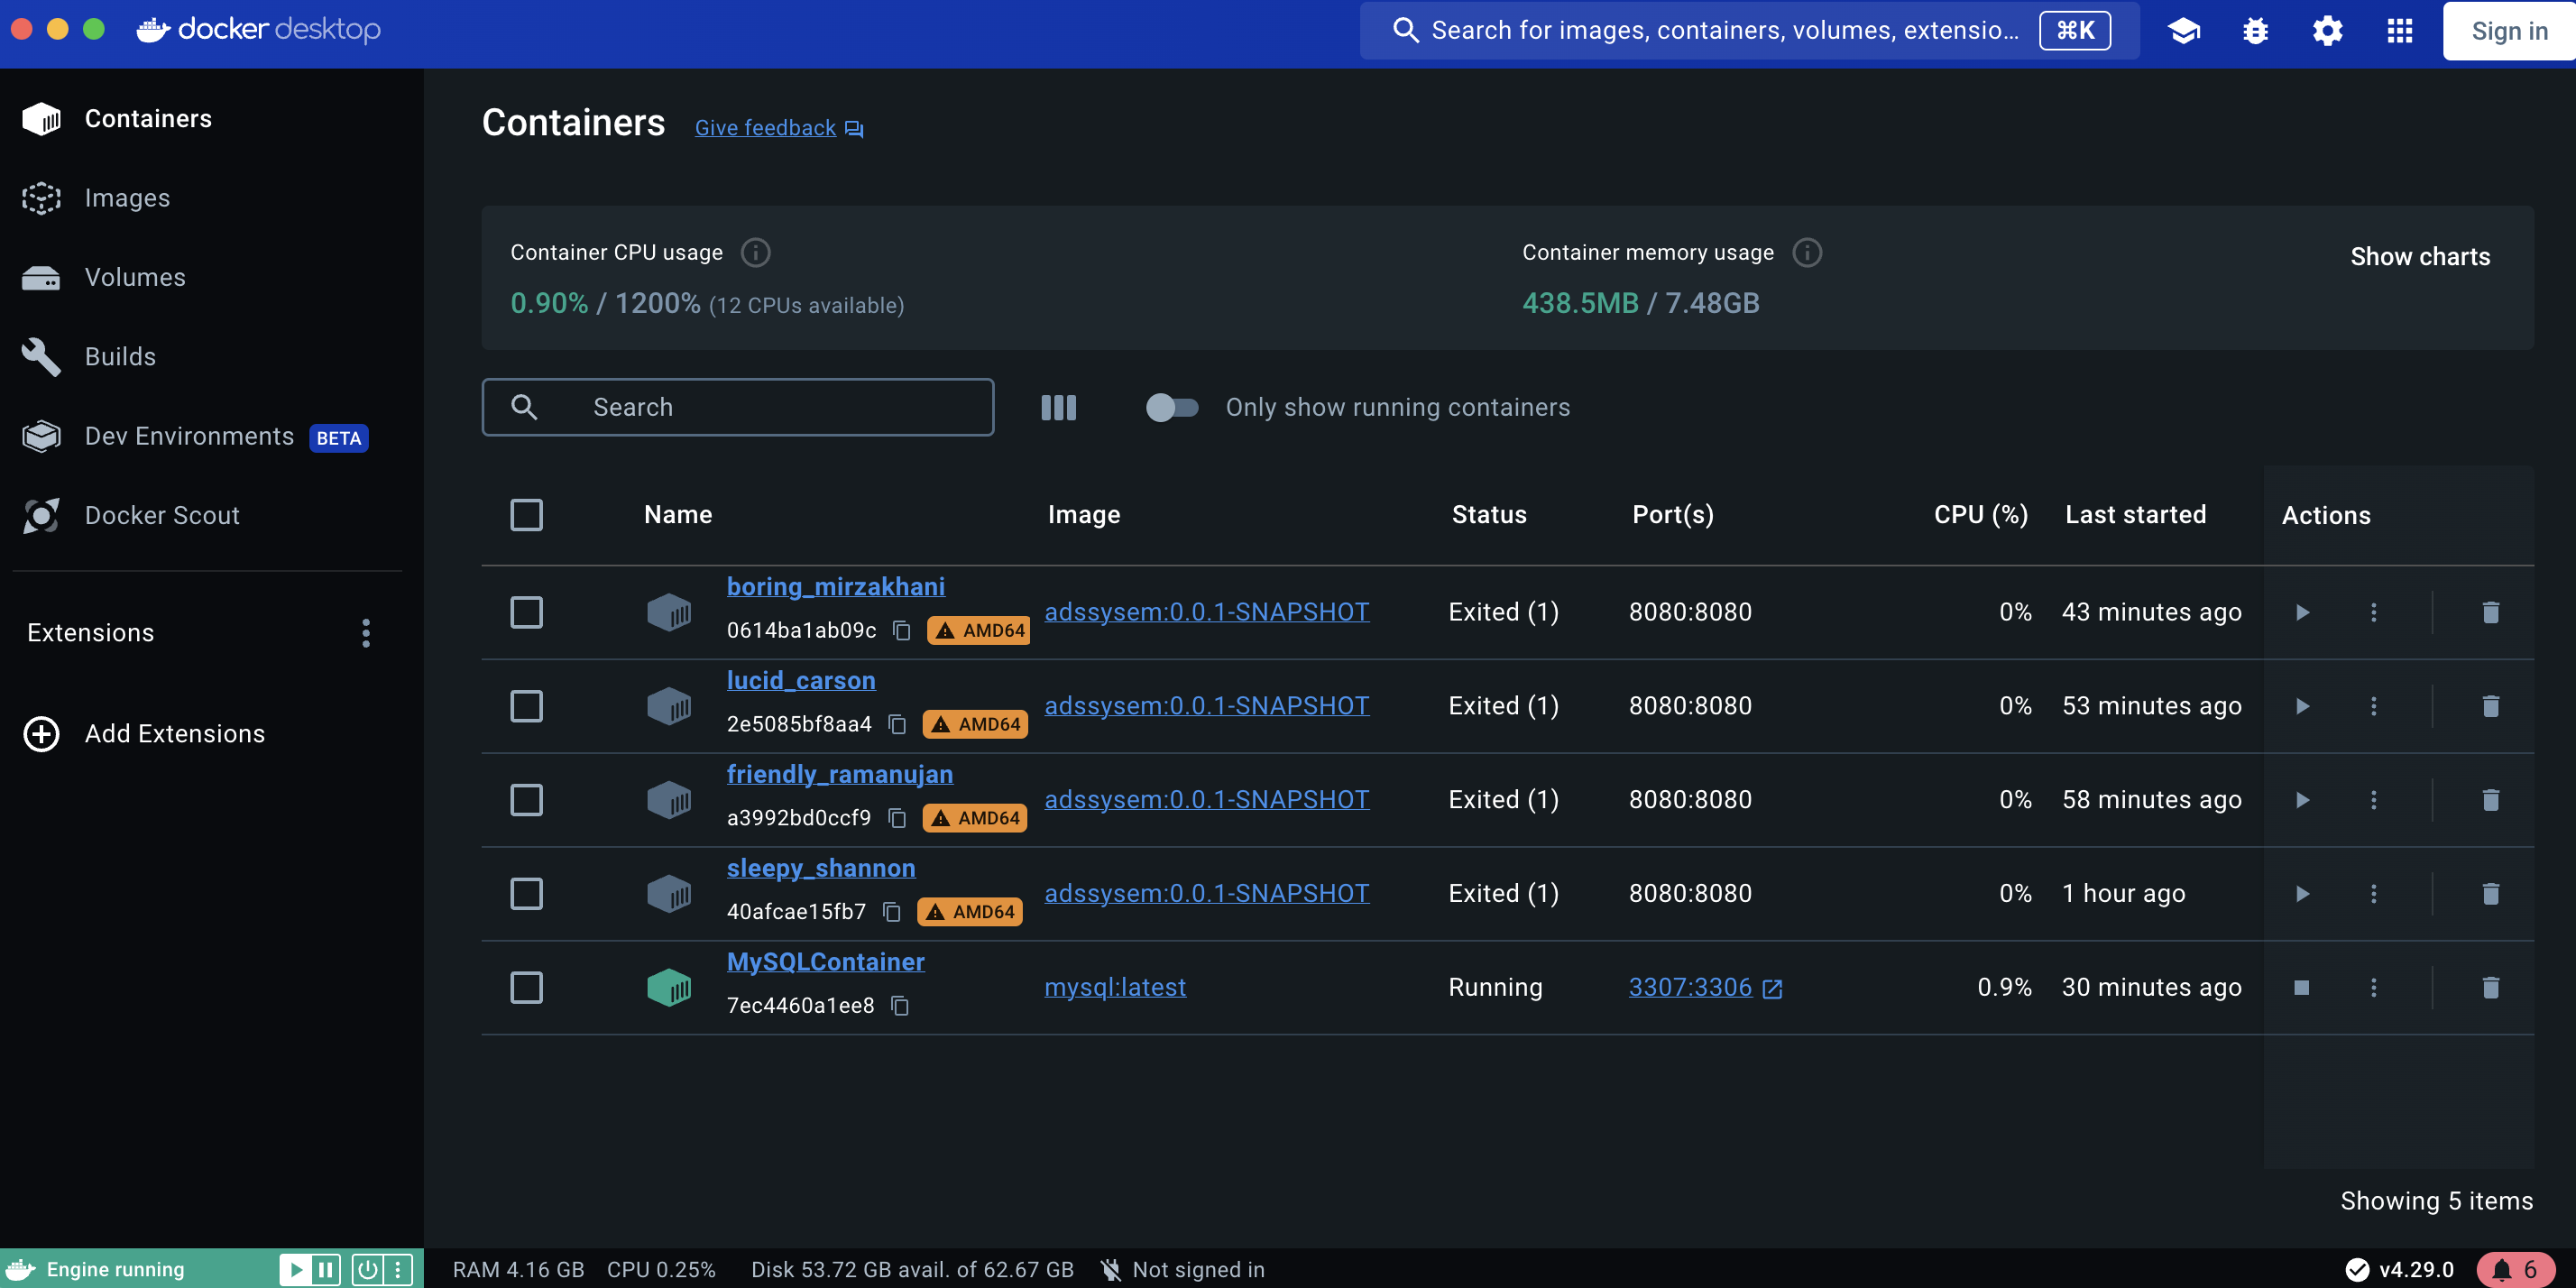 docker desktop
Search for images, containers, volumes, extensio... ⌘K
Sign in
Containers
Images
Volumes
Builds
Dev Environments BETA
Docker Scout
Extensions
Add Extensions
Containers Give feedback
Container CPU usage
0.90% / 1200% (12 CPUs available)
Container memory usage
438.5MB / 7.48GB
Show charts
Search
Only show running containers
Name Image Status Port(s) CPU (%) Last started Actions
boring_mirzakhani
0614ba1ab09c AMD64
adssysem:0.0.1-SNAPSHOT Exited (1) 8080:8080 0% 43 minutes ago
lucid_carson
2e5085bf8aa4 AMD64
adssysem:0.0.1-SNAPSHOT Exited (1) 8080:8080 0% 53 minutes ago
friendly_ramanujan
a3992bd0ccf9 AMD64
adssysem:0.0.1-SNAPSHOT Exited (1) 8080:8080 0% 58 minutes ago
sleepy_shannon
40afcae15fb7 AMD64
adssysem:0.0.1-SNAPSHOT Exited (1) 8080:8080 0% 1 hour ago
MySQLContainer
7ec4460a1ee8
mysql:latest Running 3307:3306 0.9% 30 minutes ago
Showing 5 items
Engine running
RAM 4.16 GB CPU 0.25% Disk 53.72 GB avail. of 62.67 GB Not signed in
v4.29.0 6